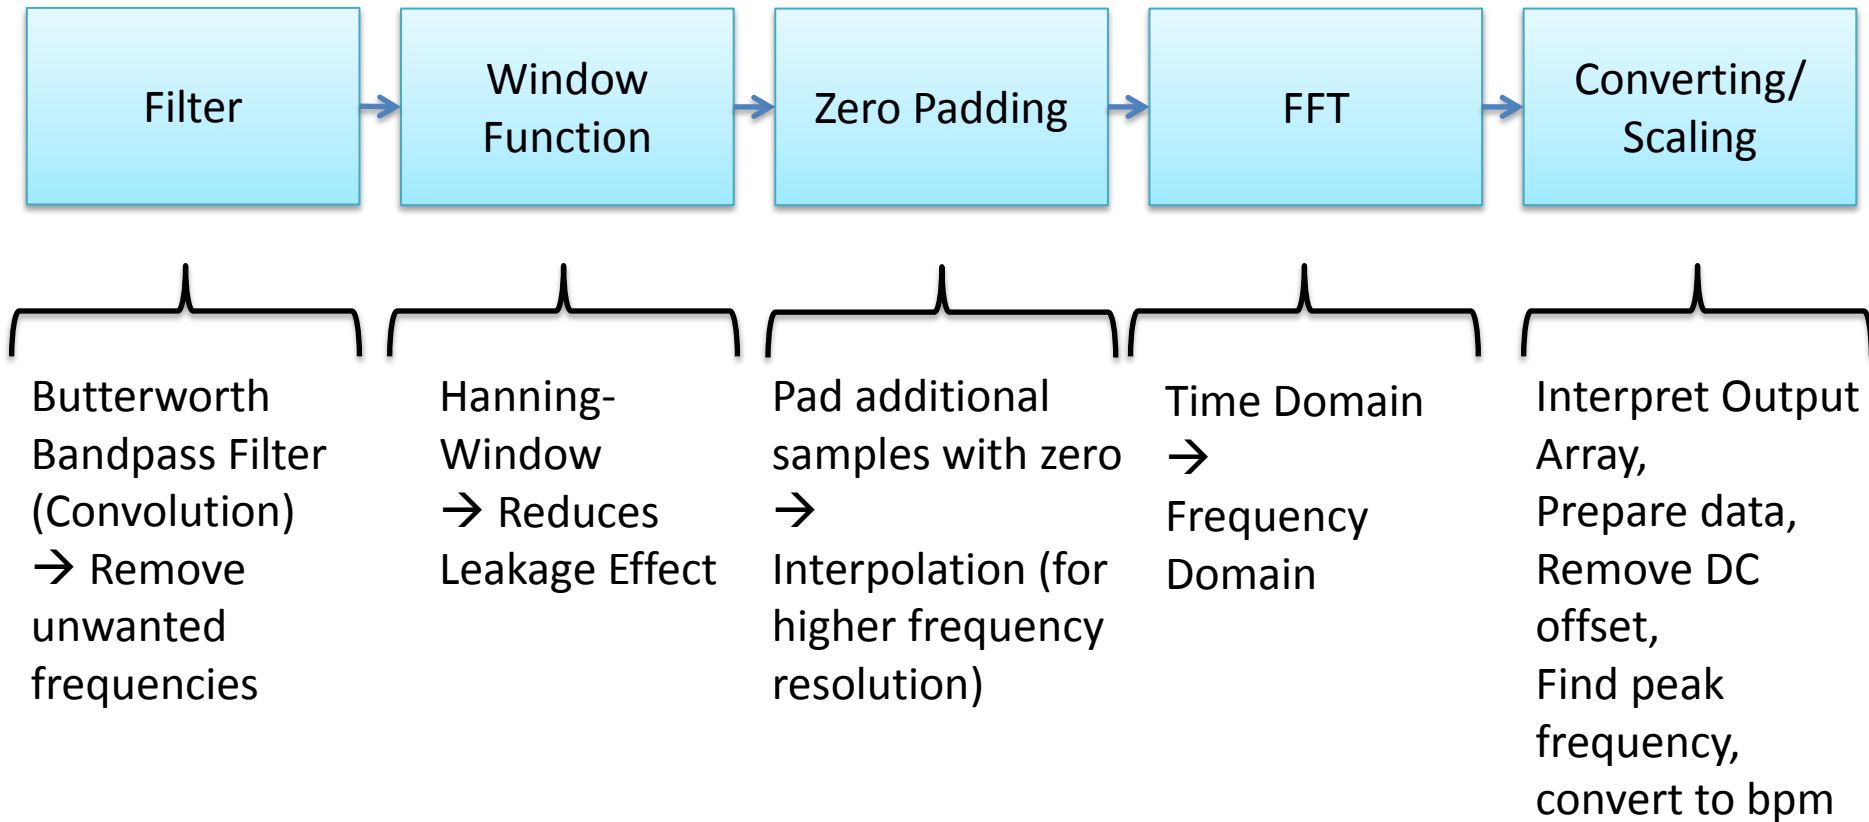 Filter
Window
Function
Zero Padding
FFT
Converting/
Scaling
Butterworth
Bandpass Filter
(Convolution)
→ Remove
unwanted
frequencies
Hanning-
Window
→ Reduces
Leakage Effect
Pad additional
samples with zero
→
Interpolation (for
higher frequency
resolution)
Time Domain
→
Frequency
Domain
Interpret Output
Array,
Prepare data,
Remove DC
offset,
Find peak
frequency,
convert to bpm